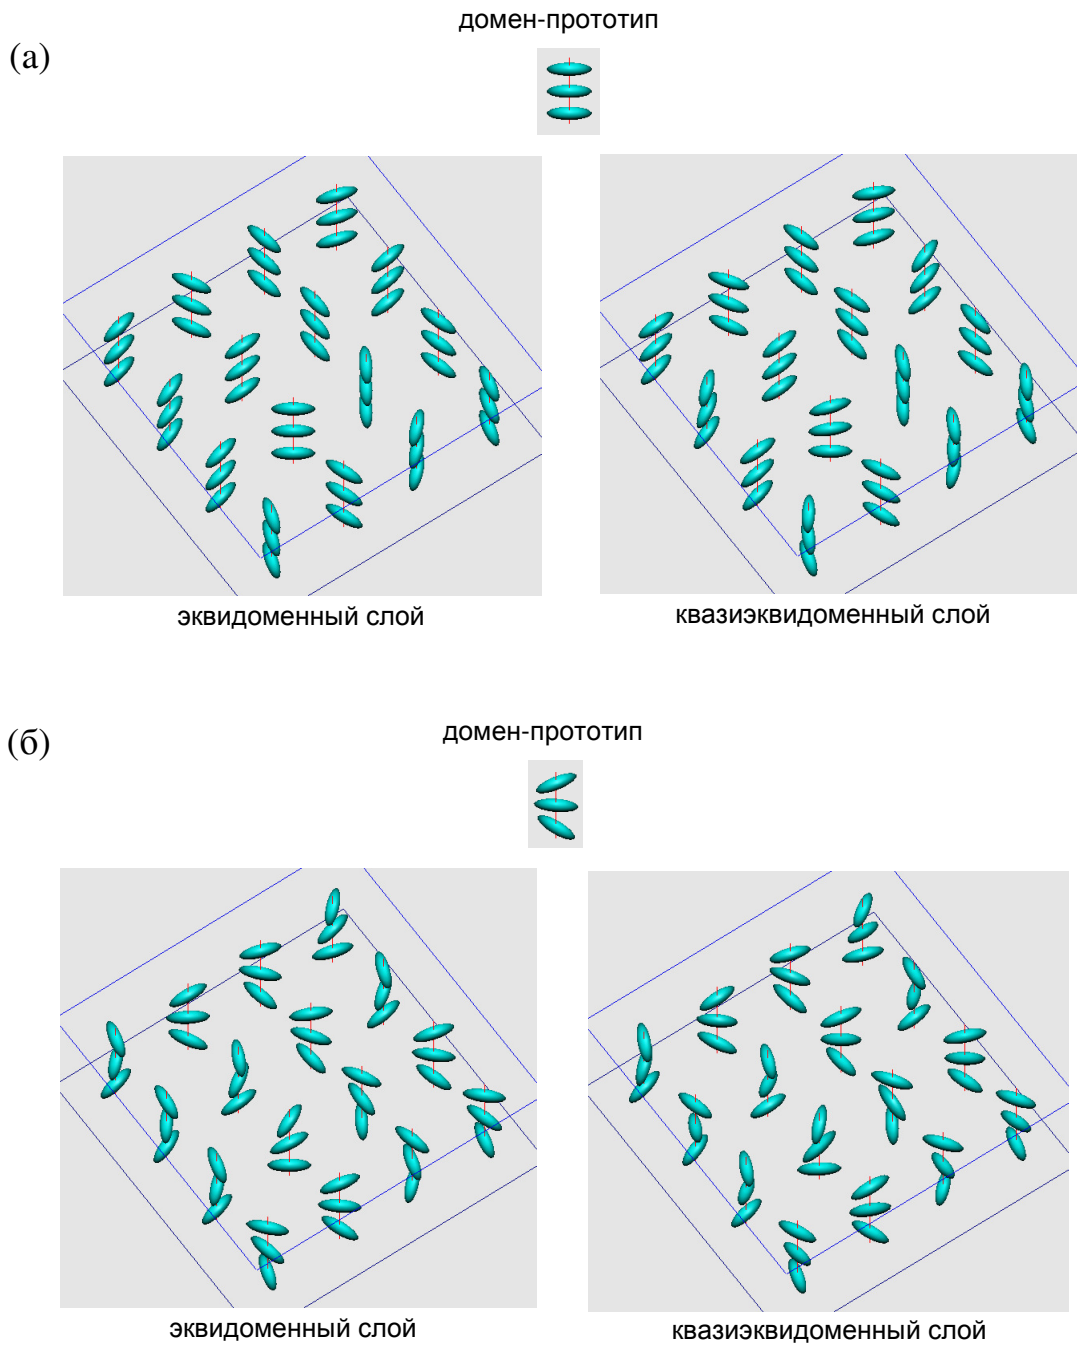 домен-прототип
(а)
эквидоменный слой
квазиэквидоменный слой
домен-прототип
(б)
эквидоменный слой
квазиэквидоменный слой